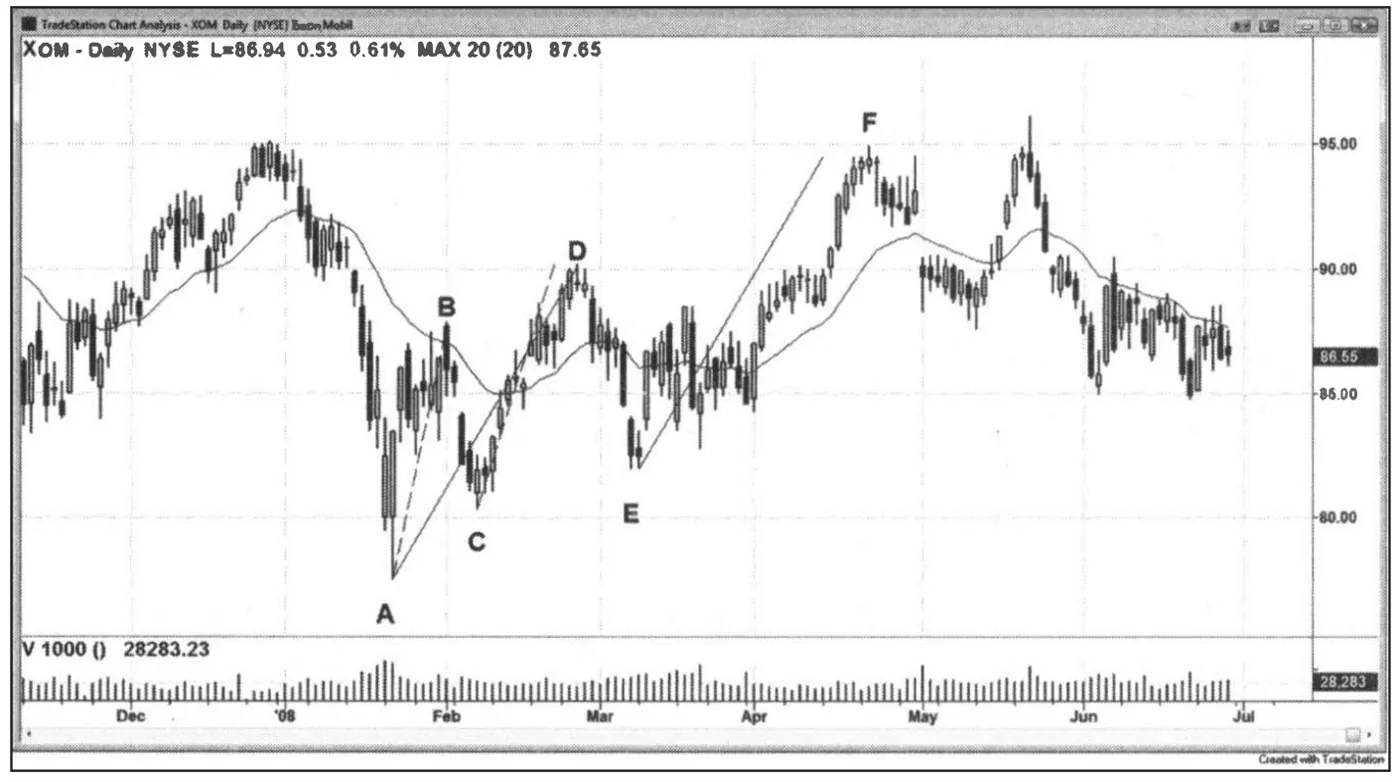 TradeStation Chart Analysis - XOM Daily [NYSE] Exxon Mobil
XOM - Daily NYSE L=86.94 0.53 0.61% MAX 20 (20) 87.65
F
95.00
D
90.00
B
86.55
85.00
E
80.00
C
A
V 1000 () 28283.23
28,283
Dec '08 Feb Mar Apr May Jun Jul
Created with TradeStation